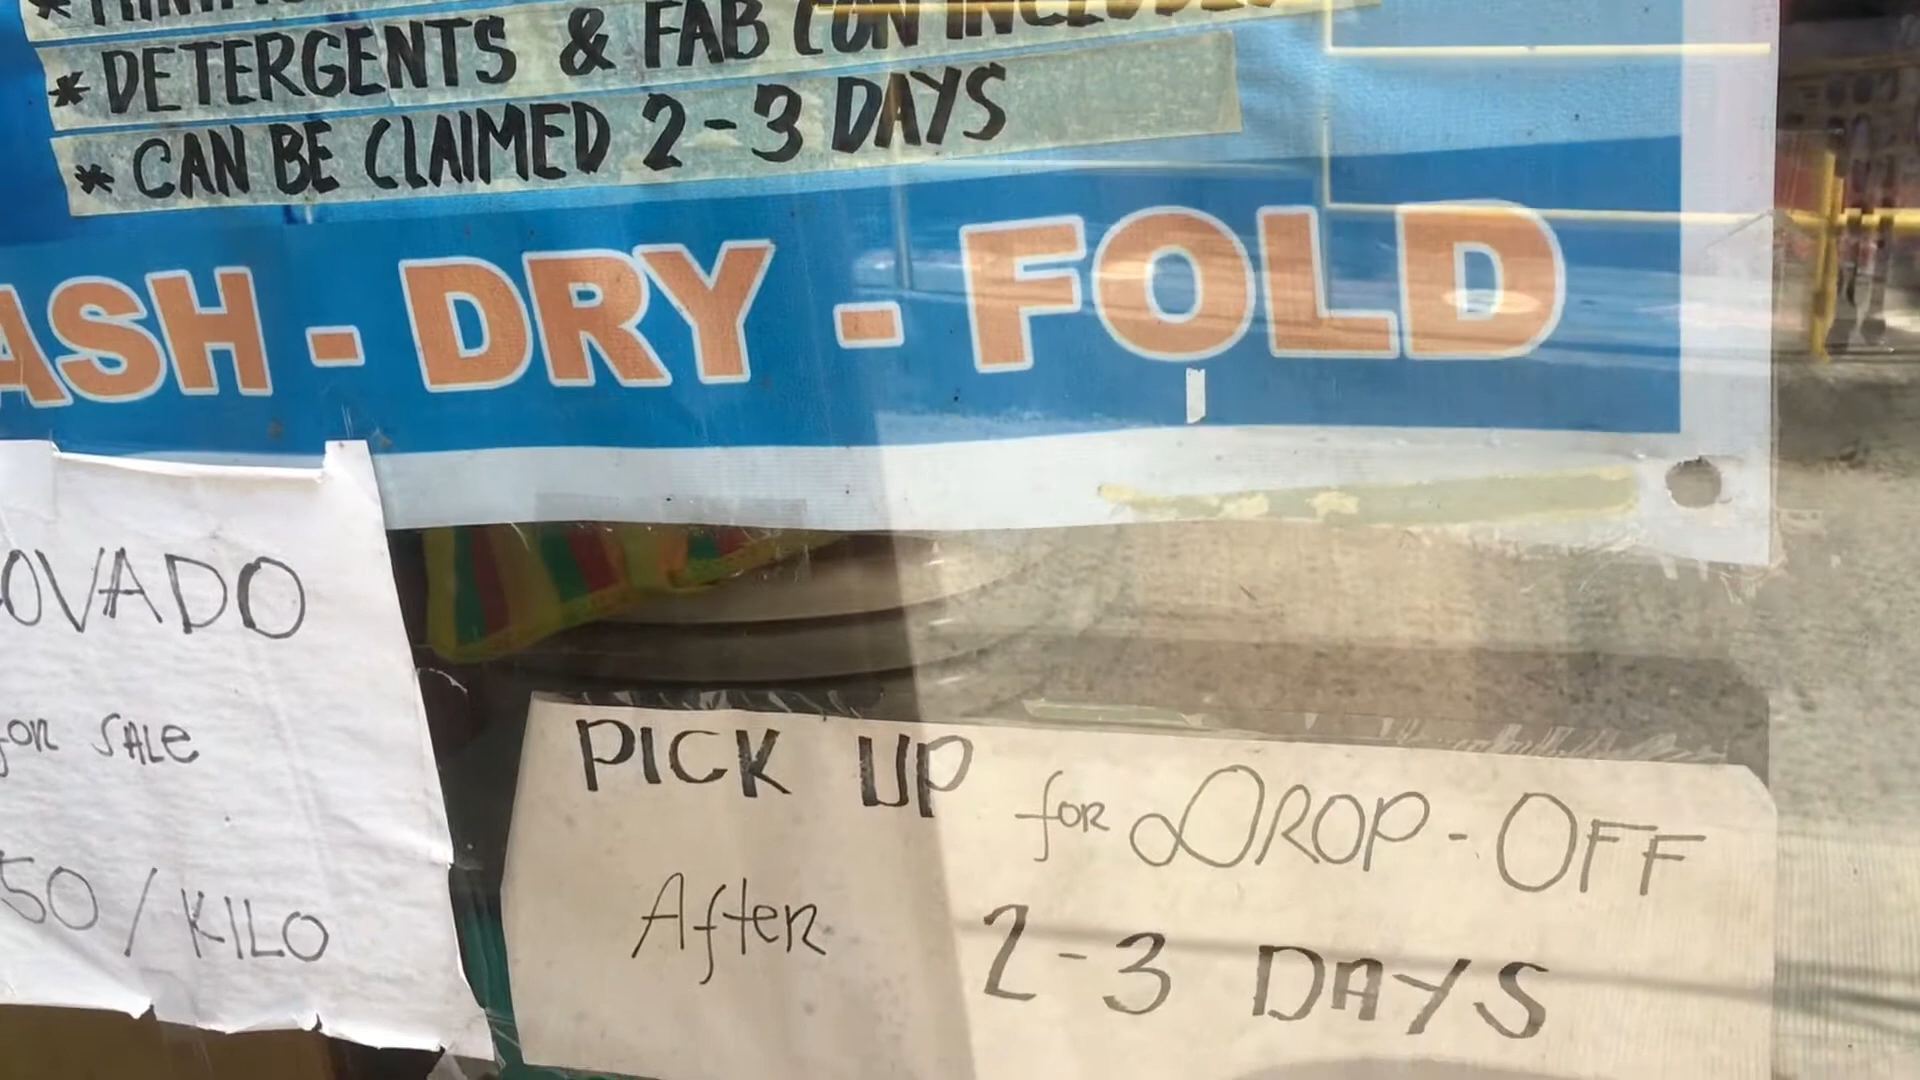 * DETERGENTS & FAB CON INCLUDED
* CAN BE CLAIMED 2-3 DAYS
ASH - DRY - FOLD
OVADO
for SALE
50/KILO
PICK UP for DROP-OFF
After 2-3 DAYS